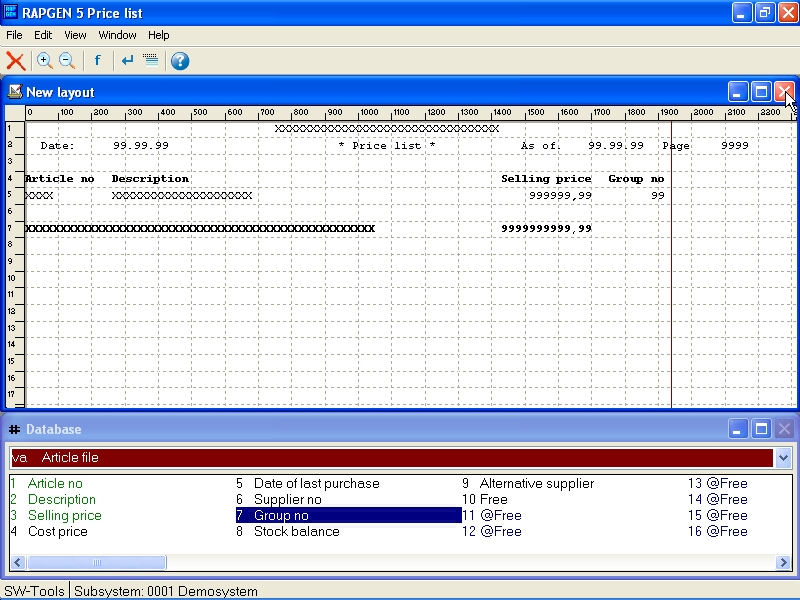 RAPGEN 5 Price list
File Edit View Window Help
f
New layout
0 100 200 300 400 500 600 700 800 900 1000 1100 1200 1300 1400 1500 1600 1700 1800 1900 2000 2100 2200
1 XXXXXXXXXXXXXXXXXXXXXXXXXXXXXXXX
2 Date: 99.99.99 * Price list * As of. 99.99.99 Page 9999
3
4 Article no Description Selling price Group no
5 XXXX XXXXXXXXXXXXXXXXXXXX 999999,99 99
6
7 XXXXXXXXXXXXXXXXXXXXXXXXXXXXXXXXXXXXXXXXXXXXXXXXXX 9999999999,99
8
9
10
11
12
13
14
15
16
17
# Database
va Article file
1 Article no 5 Date of last purchase 9 Alternative supplier 13 @Free
2 Description 6 Supplier no 10 Free 14 @Free
3 Selling price 7 Group no 11 @Free 15 @Free
4 Cost price 8 Stock balance 12 @Free 16 @Free
SW-Tools Subsystem: 0001 Demosystem